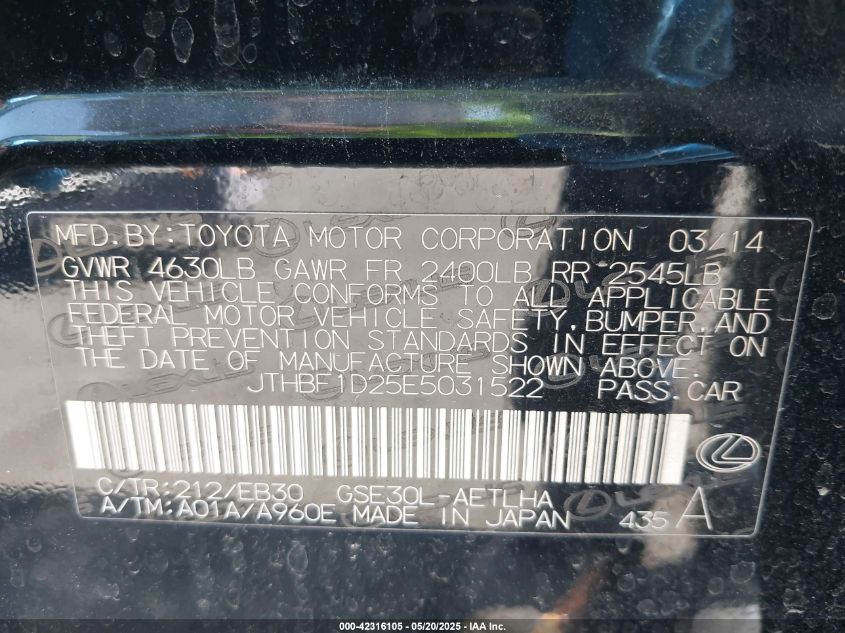 MFD.BY:TOYOTA MOTOR CORPORATION 03/14
GVWR 4630LB GAWR FR 2400LB RR 2545LB
THIS VEHICLE CONFORMS TO ALL APPLICABLE
FEDERAL MOTOR VEHICLE SAFETY,BUMPER,AND
THEFT PREVENTION STANDARDS IN EFFECT ON
THE DATE OF MANUFACTURE SHOWN ABOVE.
JTHBF1D25E5031522 PASS.CAR
C/TR:212/EB30 GSE30L-AETLHA
A/TM:A01A/A960E MADE IN JAPAN 435 A
000-42316105 - 05/20/2025 - IAA Inc.